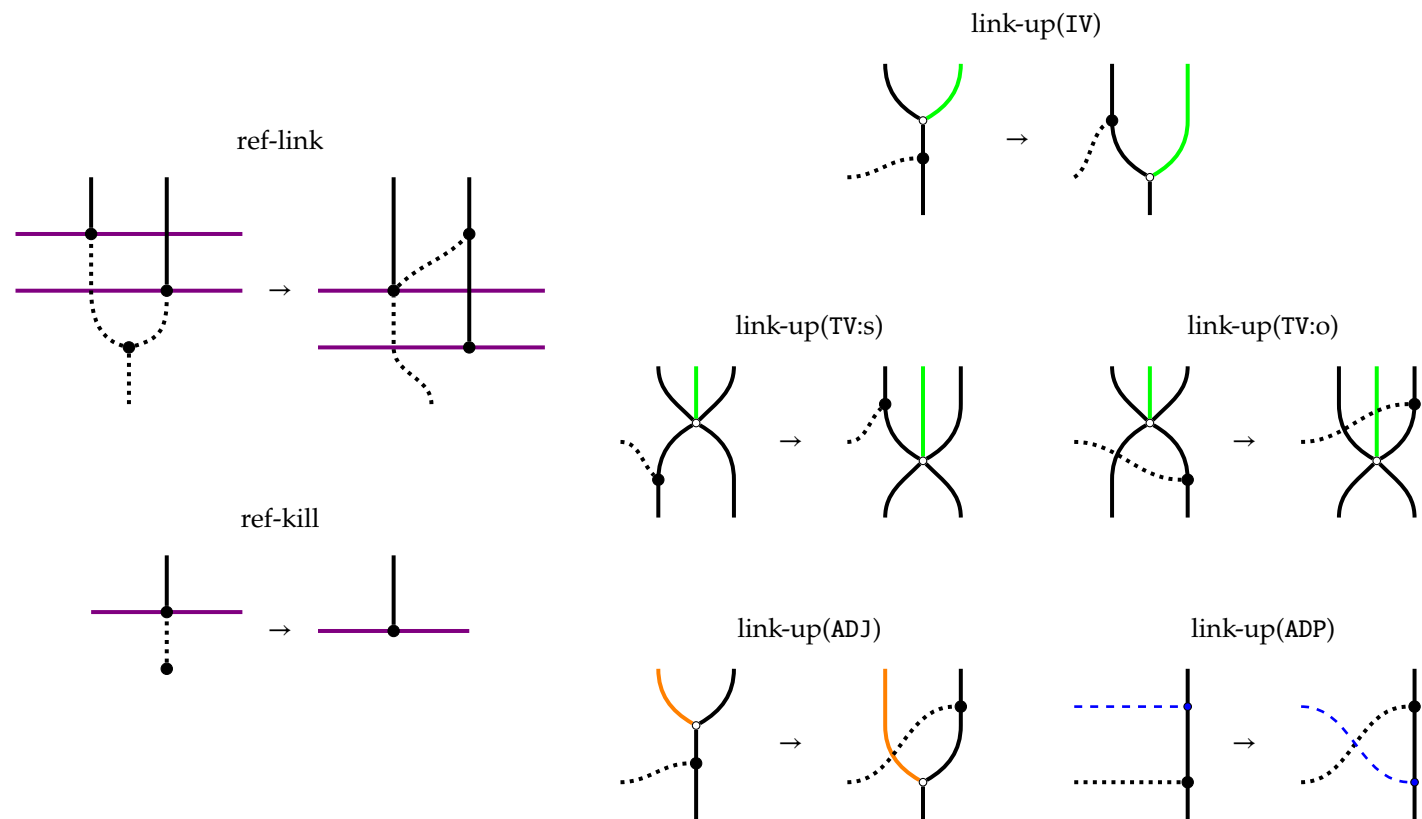 link-up(IV)
ref-link
→
→
link-up(TV:s)
link-up(TV:o)
→
→
ref-kill
→
link-up(ADJ)
link-up(ADP)
→
→